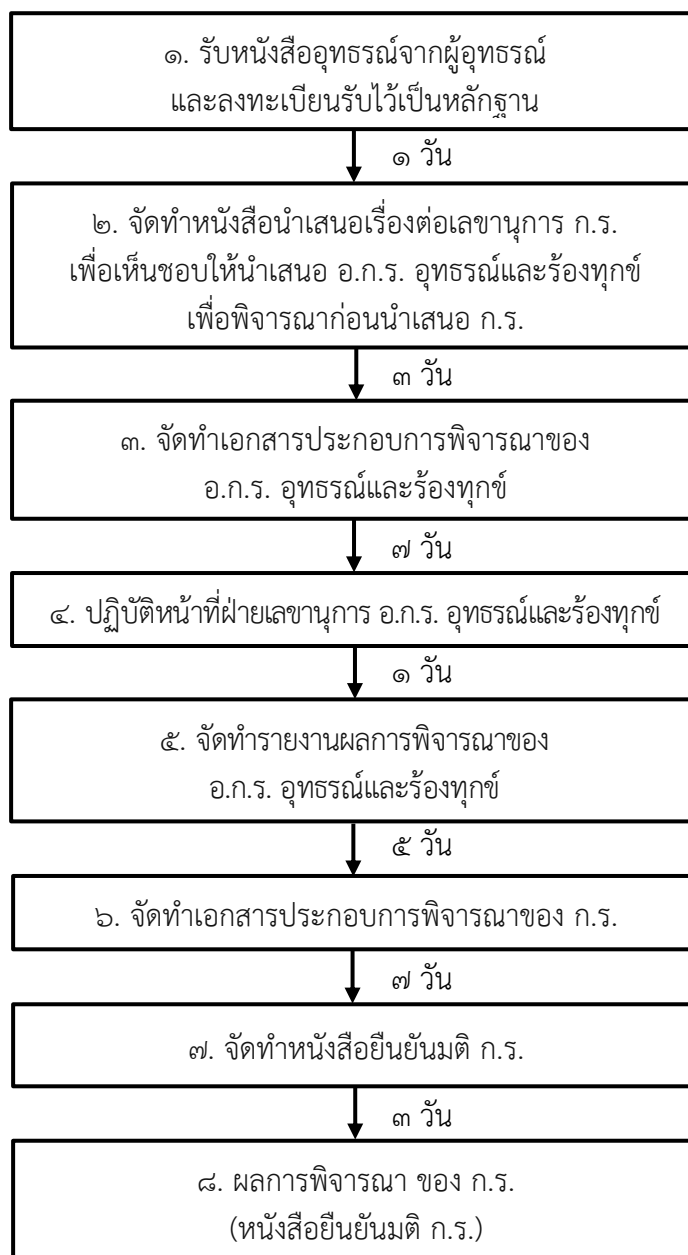 ๑. รับหนังสืออุทธรณ์จากผู้อุทธรณ์
และลงทะเบียนรับไว้เป็นหลักฐาน
๑ วัน
๒. จัดทำหนังสือนำเสนอเรื่องต่อเลขานุการ ก.ร.
เพื่อเห็นชอบให้นำเสนอ อ.ก.ร. อุทธรณ์และร้องทุกข์
เพื่อพิจารณาก่อนนำเสนอ ก.ร.
๓ วัน
๓. จัดทำเอกสารประกอบการพิจารณาของ
อ.ก.ร. อุทธรณ์และร้องทุกข์
๗ วัน
๔. ปฏิบัติหน้าที่ฝ่ายเลขานุการ อ.ก.ร. อุทธรณ์และร้องทุกข์
๑ วัน
๕. จัดทำรายงานผลการพิจารณาของ
อ.ก.ร. อุทธรณ์และร้องทุกข์
๕ วัน
๖. จัดทำเอกสารประกอบการพิจารณาของ ก.ร.
๗ วัน
๗. จัดทำหนังสือยืนยันมติ ก.ร.
๓ วัน
๘. ผลการพิจารณา ของ ก.ร.
(หนังสือยืนยันมติ ก.ร.)